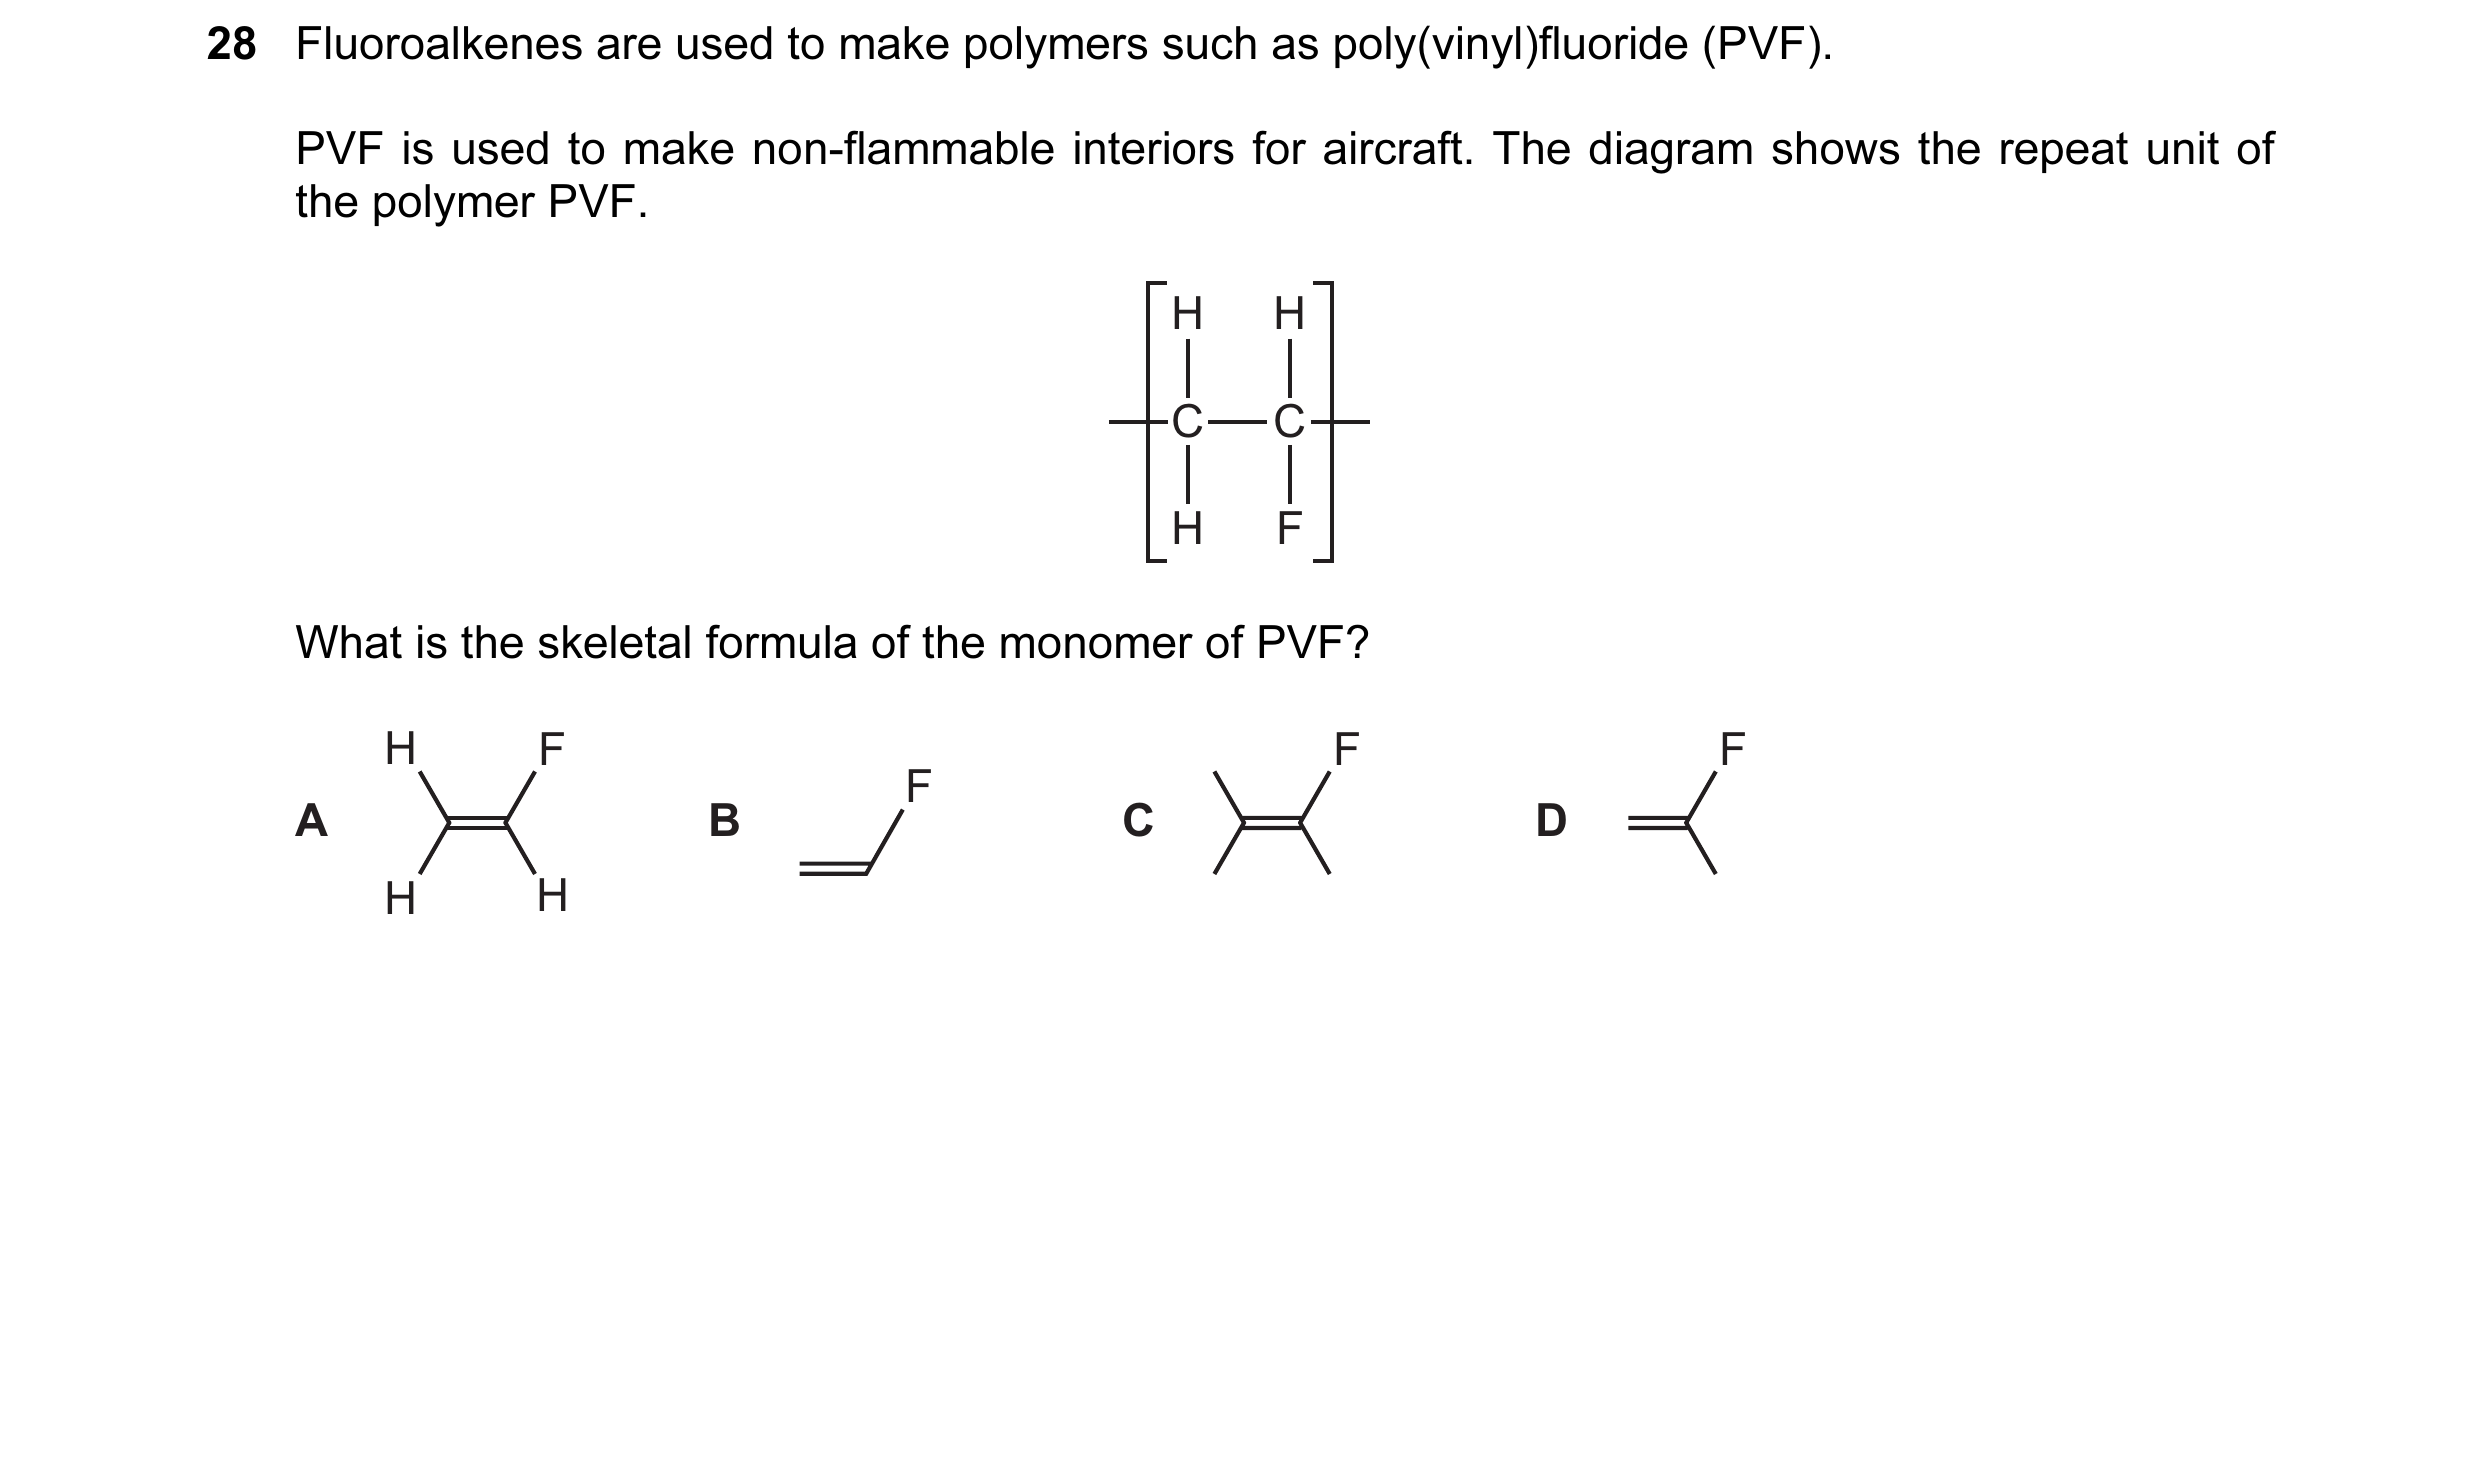 28 Fluoroalkenes are used to make polymers such as poly(vinyl)fluoride (PVF).
PVF is used to make non-flammable interiors for aircraft. The diagram shows the repeat unit of
the polymer PVF.
H H
C C
H F
What is the skeletal formula of the monomer of PVF?
H F F F F
A B C D
H H